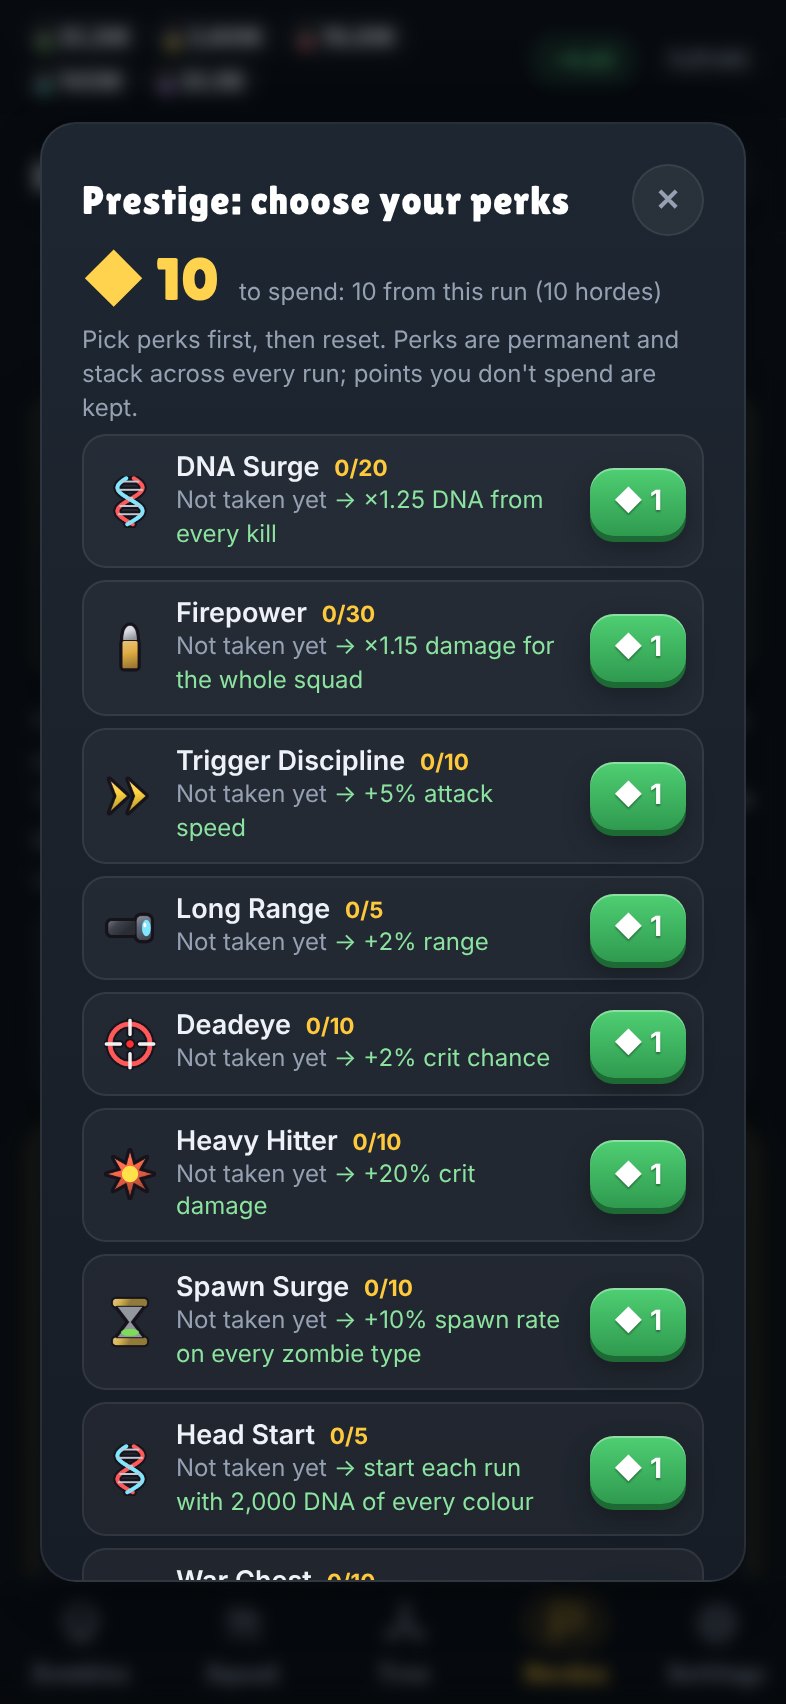 Prestige: choose your perks
10 to spend: 10 from this run (10 hordes)
Pick perks first, then reset. Perks are permanent and
stack across every run; points you don't spend are
kept.
DNA Surge 0/20
Not taken yet → ×1.25 DNA from
every kill
1
Firepower 0/30
Not taken yet → ×1.15 damage for
the whole squad
1
Trigger Discipline 0/10
Not taken yet → +5% attack
speed
1
Long Range 0/5
Not taken yet → +2% range
1
Deadeye 0/10
Not taken yet → +2% crit chance
1
Heavy Hitter 0/10
Not taken yet → +20% crit
damage
1
Spawn Surge 0/10
Not taken yet → +10% spawn rate
on every zombie type
1
Head Start 0/5
Not taken yet → start each run
with 2,000 DNA of every colour
1
War Chest 0/10